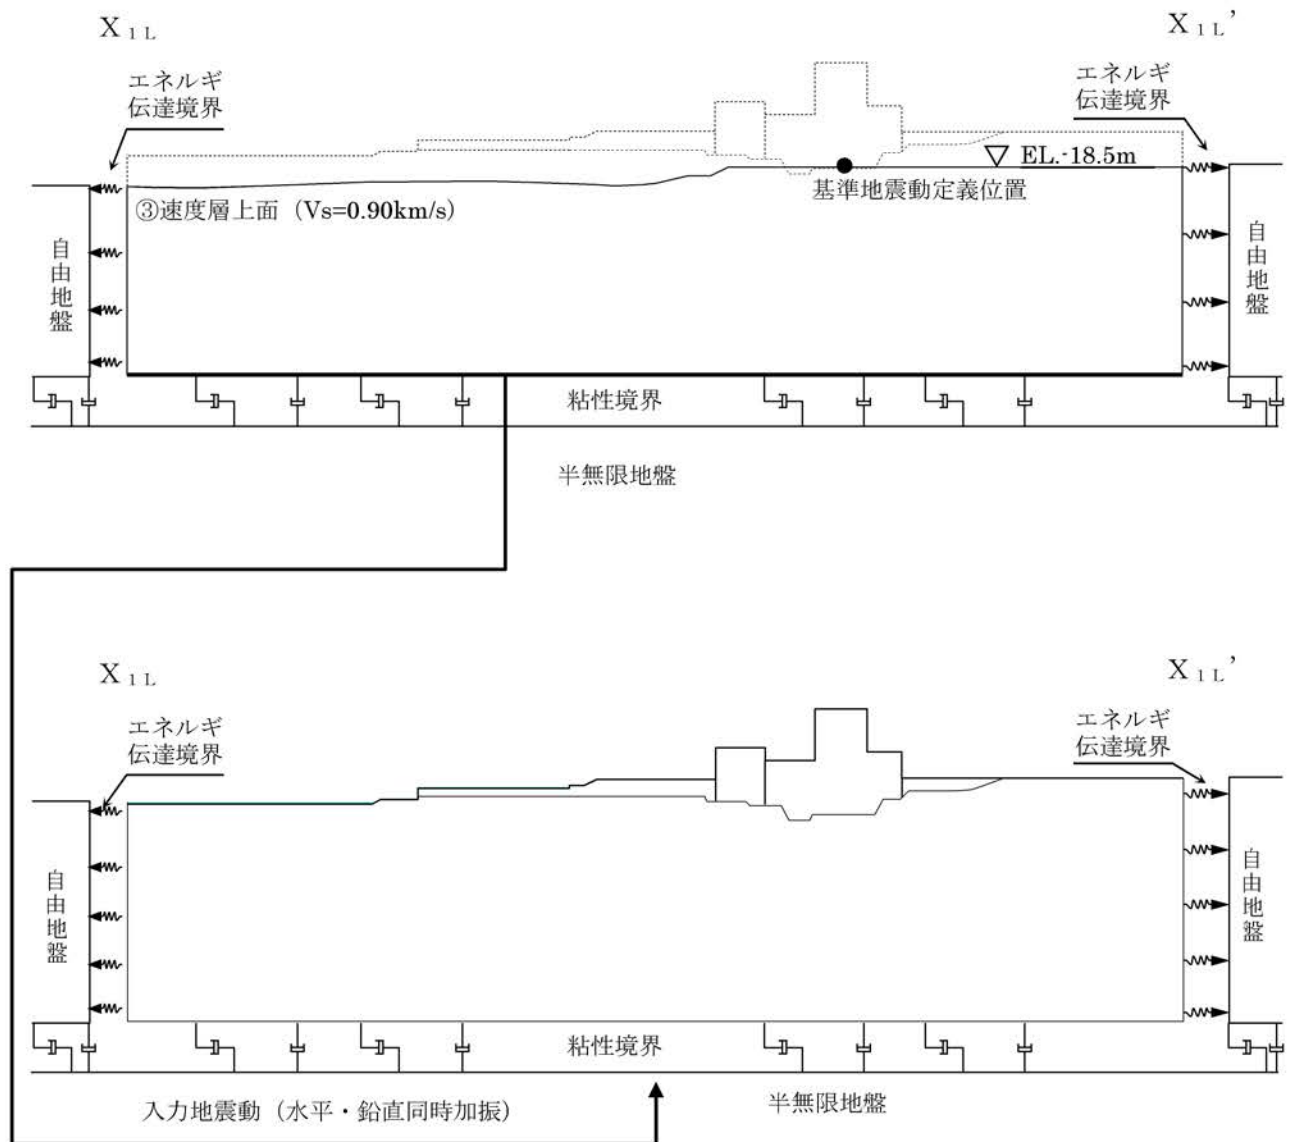 X₁L
X₁L’
エネルギ
伝達境界
エネルギ
伝達境界
EL.-18.5m
基準地震動定義位置
③速度層上面（Vs=0.90km/s）
自由地盤
自由地盤
粘性境界
半無限地盤
X₁L
X₁L’
エネルギ
伝達境界
エネルギ
伝達境界
自由地盤
自由地盤
粘性境界
入力地震動（水平・鉛直同時加振）
半無限地盤